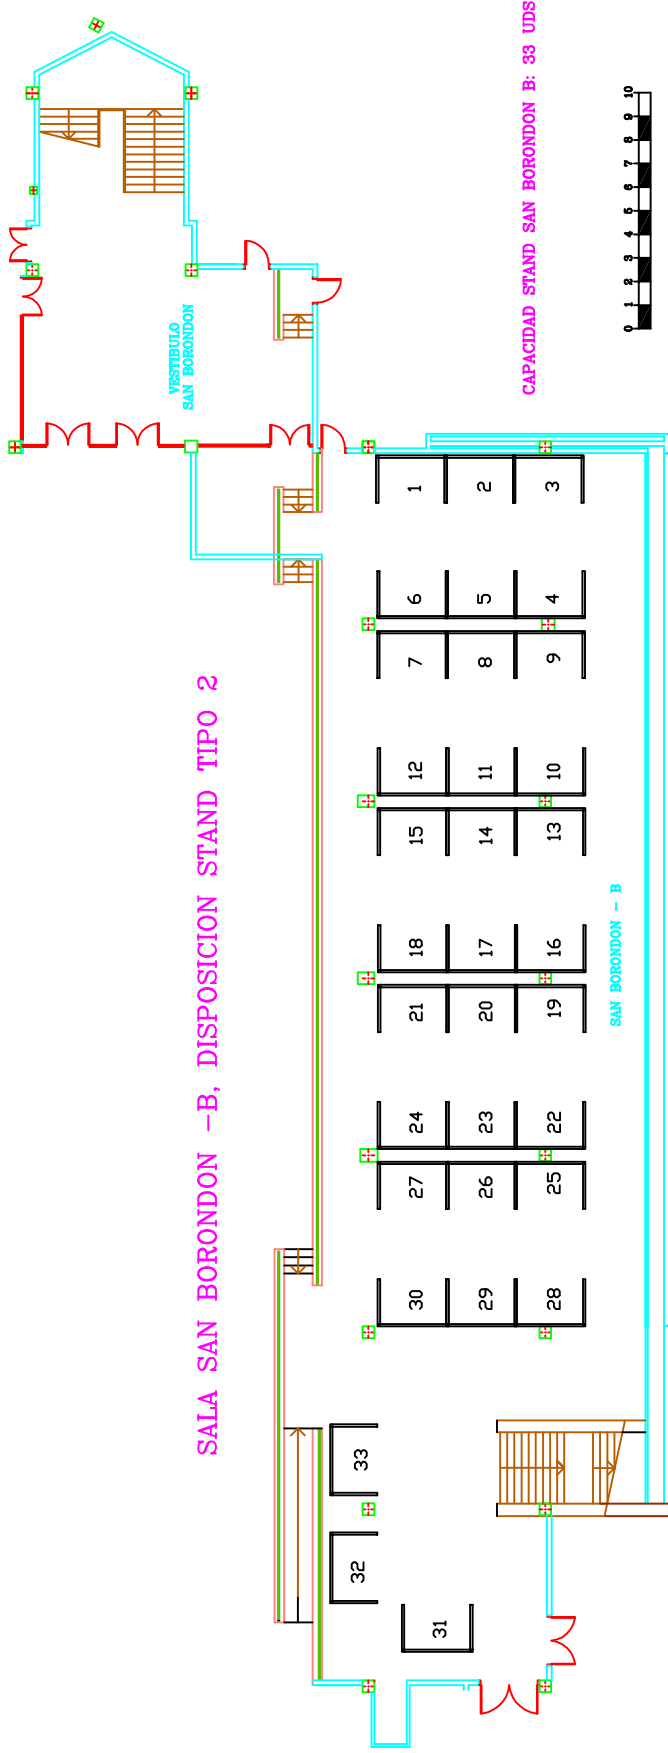 SALA SAN BORONDON -B, DISPOSICION STAND TIPO 2
VESTIBULO
SAN BORONDON
CAPACIDAD STAND SAN BORONDON B: 33 UDS
0 1 2 3 4 5 6 7 8 9 10
SAN BORONDON - B
33 30 27 24 21 18 15 12 7 6 1
32 29 26 23 20 17 14 11 8 5 2
31 28 25 22 19 16 13 10 9 4 3